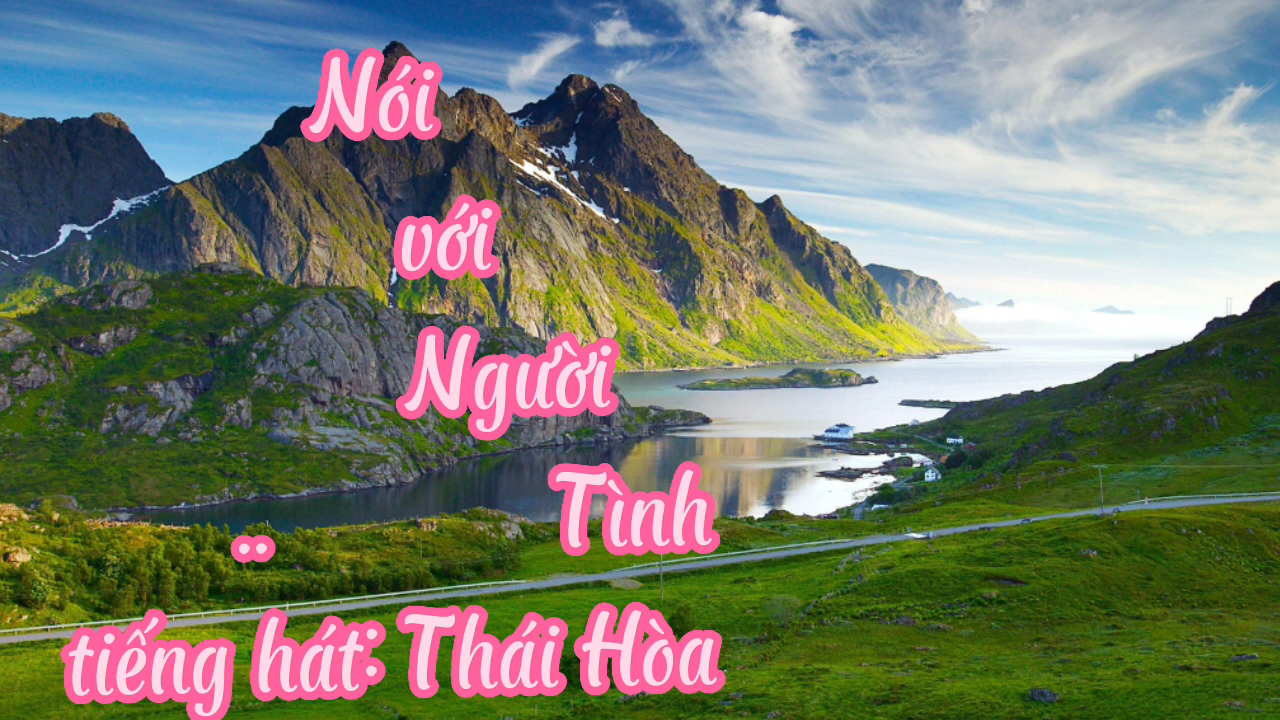 Nói
với
Người
Tình
..
tiếng hát: Thái Hòa